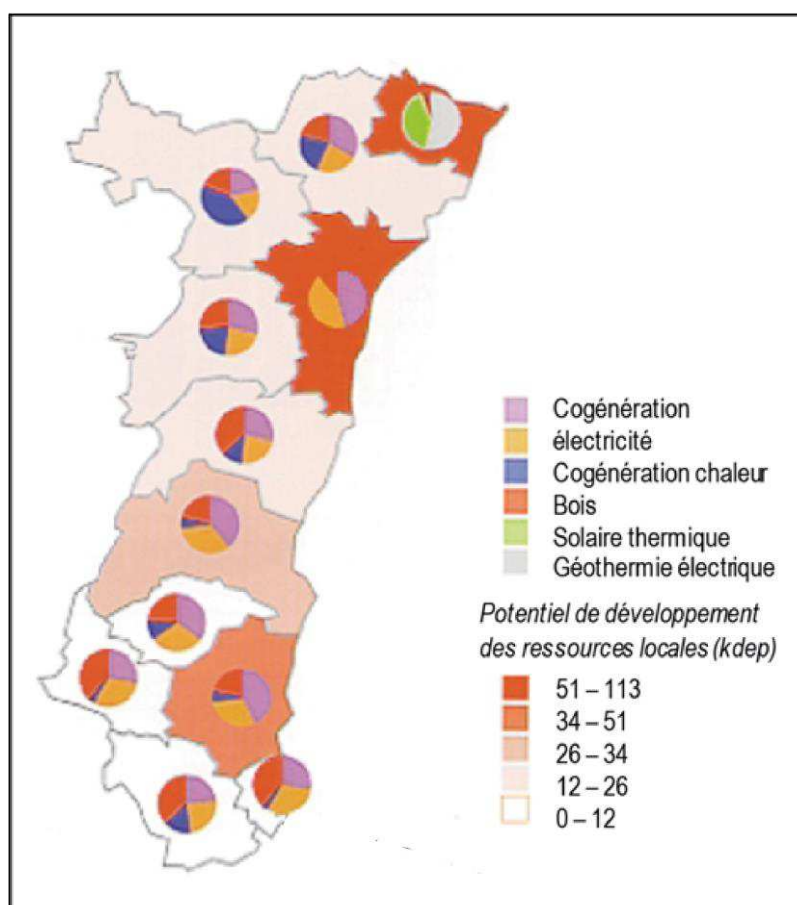 Cogénération
électricité
Cogénération chaleur
Bois
Solaire thermique
Géothermie électrique
Potentiel de développement
des ressources locales (kdep)
51 – 113
34 – 51
26 – 34
12 – 26
0 – 12